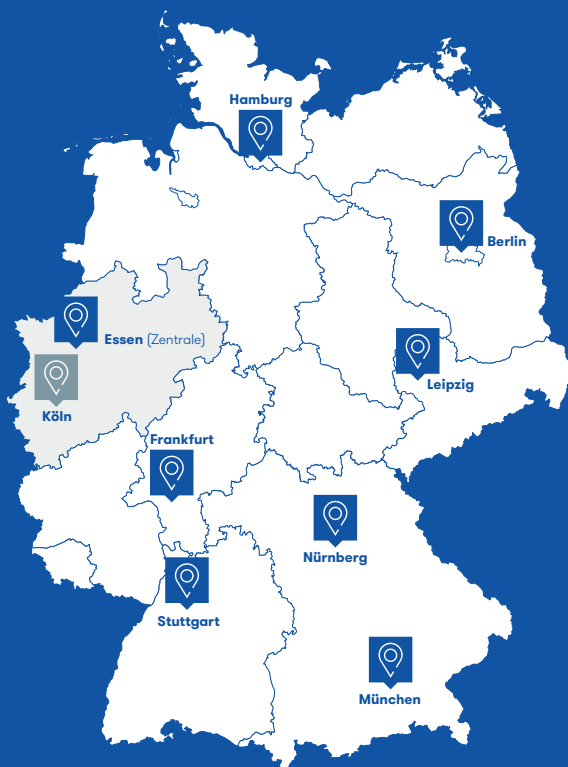 Hamburg
Berlin
Essen (Zentrale)
Leipzig
Köln
Frankfurt
Nürnberg
Stuttgart
München